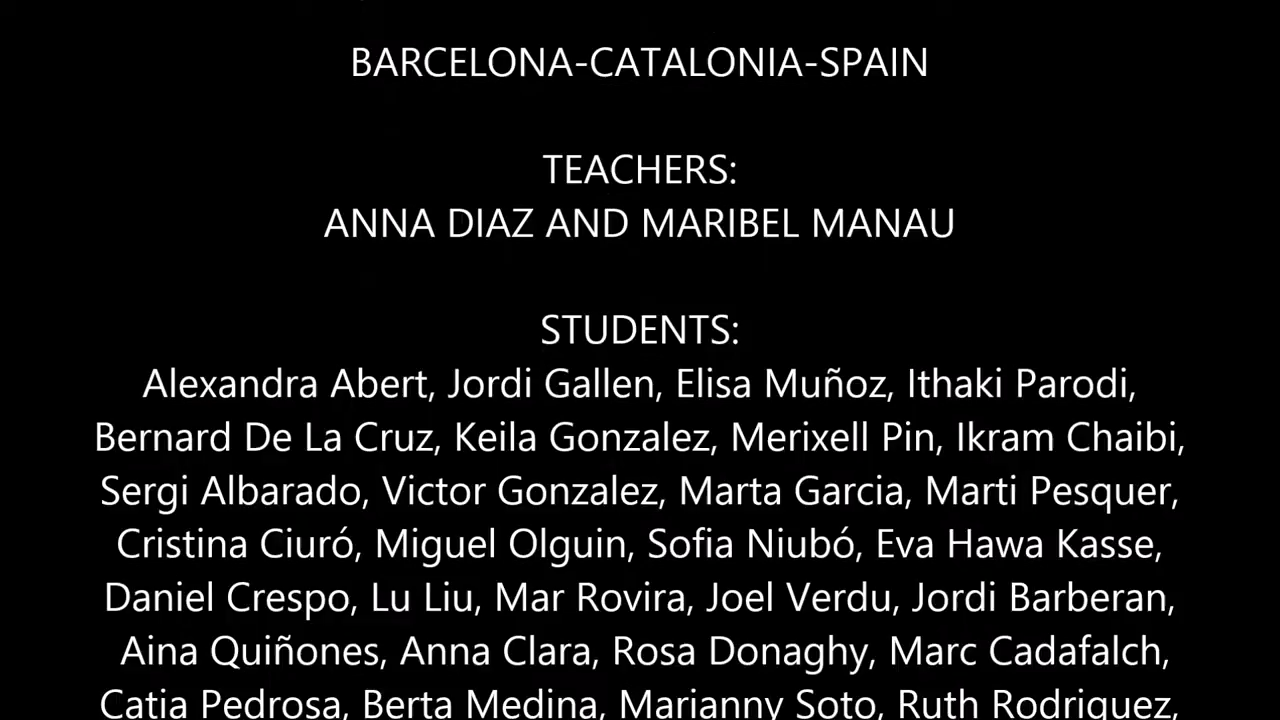 BARCELONA-CATALONIA-SPAIN
TEACHERS:
ANNA DIAZ AND MARIBEL MANAU
STUDENTS:
Alexandra Abert, Jordi Gallen, Elisa Muñoz, Ithaki Parodi,
Bernard De La Cruz, Keila Gonzalez, Merixell Pin, Ikram Chaibi,
Sergi Albarado, Victor Gonzalez, Marta Garcia, Marti Pesquer,
Cristina Ciuró, Miguel Olguin, Sofia Niubó, Eva Hawa Kasse,
Daniel Crespo, Lu Liu, Mar Rovira, Joel Verdu, Jordi Barberan,
Aina Quiñones, Anna Clara, Rosa Donaghy, Marc Cadafalch,
Catia Pedrosa, Berta Medina, Marianny Soto, Ruth Rodriguez,